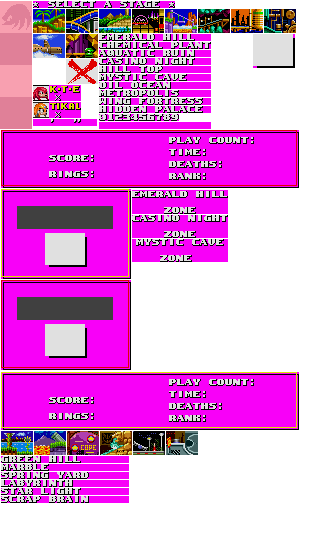 * SELECT A STAGE *
EMERALD HILL
CHEMICAL PLANT
AQUATIC RUIN
CASINO NIGHT
HILL TOP
MYSTIC CAVE
OIL OCEAN
METROPOLIS
WING FORTRESS
HIDDEN PALACE
0123456789
K·T·E
TIKAL
PLAY COUNT:
SCORE:
TIME:
DEATHS:
RINGS:
RANK:
EMERALD HILL
ZONE
CASINO NIGHT
ZONE
MYSTIC CAVE
ZONE
PLAY COUNT:
SCORE:
TIME:
DEATHS:
RINGS:
RANK:
GREEN HILL
MARBLE
SPRING YARD
LABYRINTH
STAR LIGHT
SCRAP BRAIN